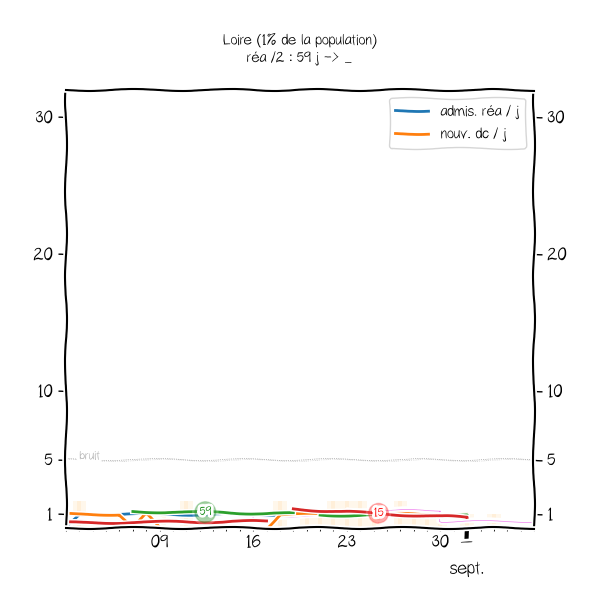 Loire (1% de la population)
réa /2 : 59 j -> _
30
30
admis. réa / j
nouv. dc / j
20
20
10
10
5
bruit
5
1
59
15
1
09
16
23
30
_
sept.